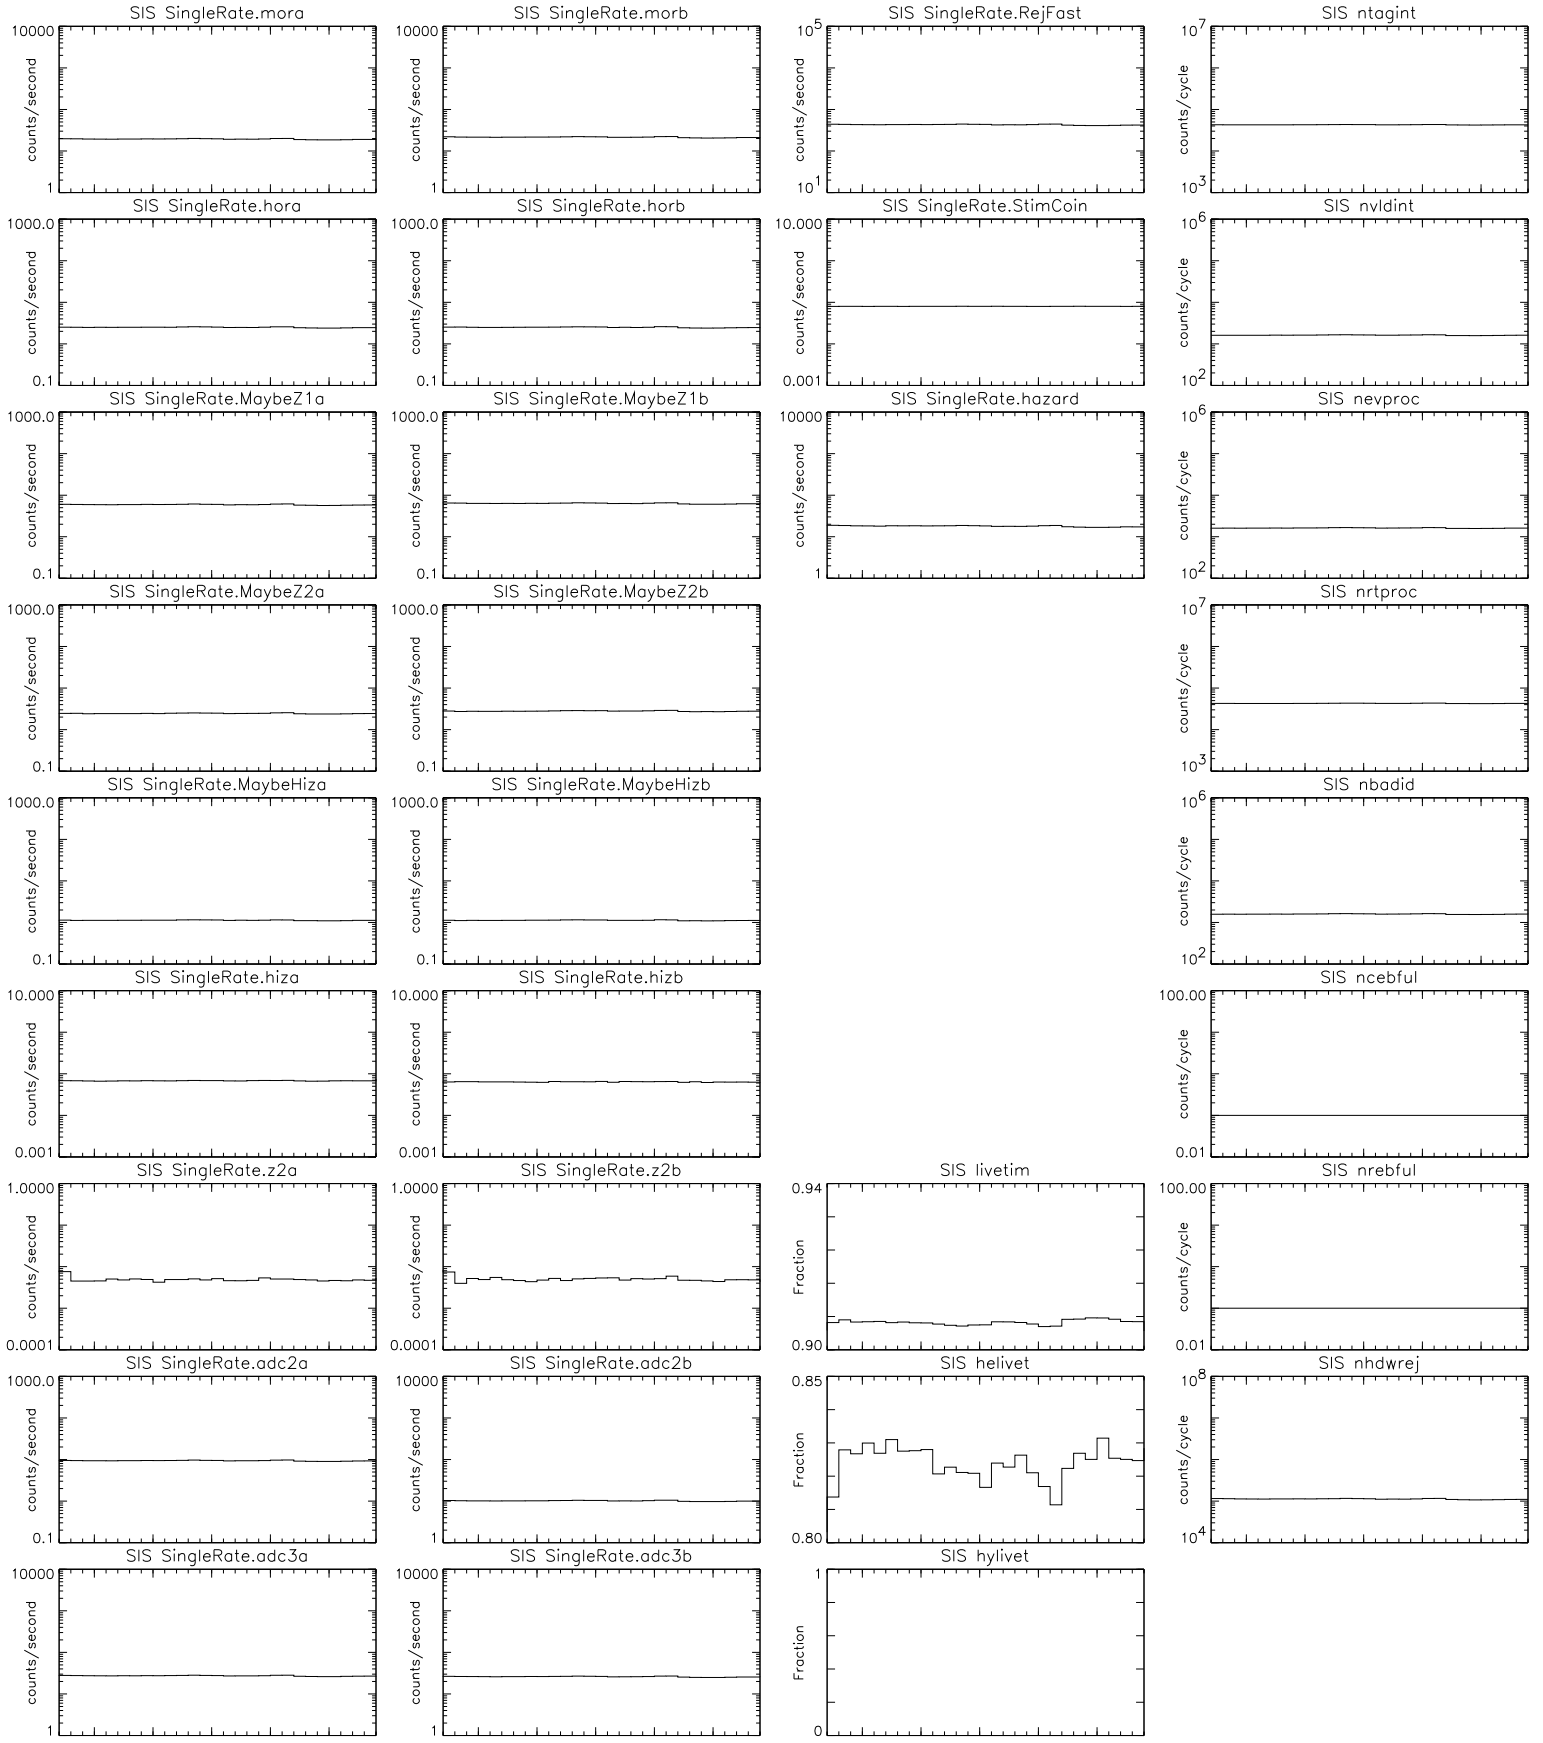 SIS SingleRate.mora
10000
counts/second
1
SIS SingleRate.morb
10000
counts/second
1
SIS SingleRate.RejFast
10^5
counts/second
10^1
SIS ntagint
10^7
counts/cycle
10^3
SIS SingleRate.hora
1000.0
counts/second
0.1
SIS SingleRate.horb
1000.0
counts/second
0.1
SIS SingleRate.StimCoin
10.000
counts/second
0.001
SIS nvldint
10^6
counts/cycle
10^2
SIS SingleRate.MaybeZ1a
1000.0
counts/second
0.1
SIS SingleRate.MaybeZ1b
1000.0
counts/second
0.1
SIS SingleRate.hazard
10000
counts/second
1
SIS nevproc
10^6
counts/cycle
10^2
SIS SingleRate.MaybeZ2a
1000.0
counts/second
0.1
SIS SingleRate.MaybeZ2b
1000.0
counts/second
0.1
SIS nrtproc
10^7
counts/cycle
10^3
SIS SingleRate.MaybeHiza
1000.0
counts/second
0.1
SIS SingleRate.MaybeHizb
1000.0
counts/second
0.1
SIS nbadid
10^6
counts/cycle
10^2
SIS SingleRate.hiza
10.000
counts/second
0.001
SIS SingleRate.hizb
10.000
counts/second
0.001
SIS ncebful
100.00
counts/cycle
0.01
SIS SingleRate.z2a
1.0000
counts/second
0.0001
SIS SingleRate.z2b
1.0000
counts/second
0.0001
SIS livetim
0.94
Fraction
0.90
SIS nrebful
100.00
counts/cycle
0.01
SIS SingleRate.adc2a
1000.0
counts/second
0.1
SIS SingleRate.adc2b
10000
counts/second
1
SIS helivet
0.85
Fraction
0.80
SIS nhdwrej
10^8
counts/cycle
10^4
SIS SingleRate.adc3a
10000
counts/second
1
SIS SingleRate.adc3b
10000
counts/second
1
SIS hylivet
1
Fraction
0